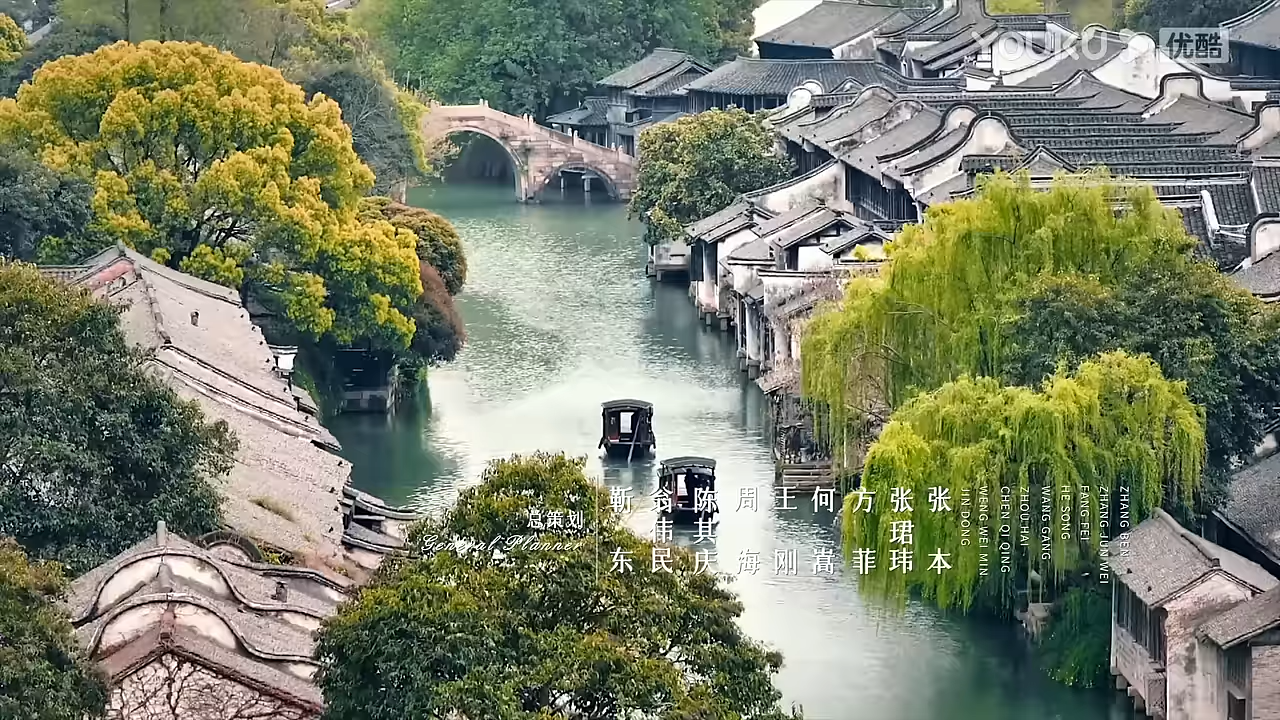 YOUKU 优酷
总策划
General Planner
靳东
翁伟民
陈其庆
周海
王刚
何嵩
方菲
张珺玮
张本
JIN DONG
WENG WEI MIN
CHEN QI QING
ZHOU HAI
WANG GANG
HE SONG
FANG FEI
ZHANG JUN WEI
ZHANG BEN